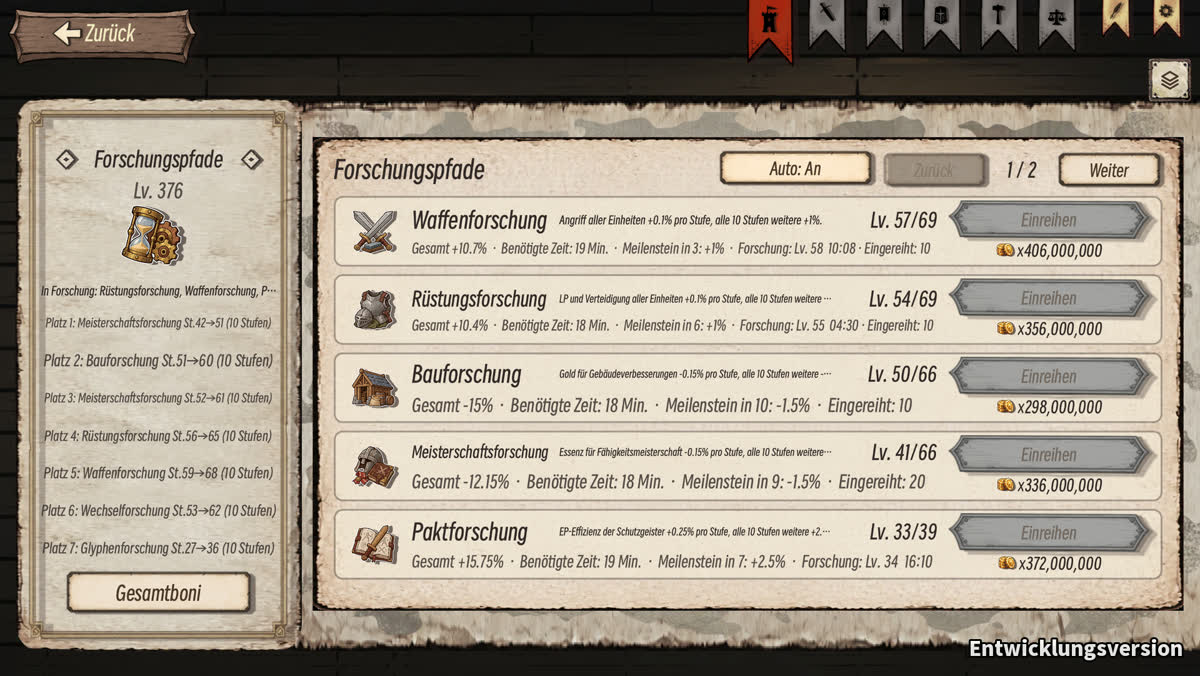 Zurück
Forschungspfade
Lv. 376
In Forschung: Rüstungsforschung, Waffenforschung, P···
Platz 1: Meisterschaftsforschung St.42→51 (10 Stufen)
Platz 2: Bauforschung St.51→60 (10 Stufen)
Platz 3: Meisterschaftsforschung St.52→61 (10 Stufen)
Platz 4: Rüstungsforschung St.56→65 (10 Stufen)
Platz 5: Waffenforschung St.59→68 (10 Stufen)
Platz 6: Wechselforschung St.53→62 (10 Stufen)
Platz 7: Glyphenforschung St.27→36 (10 Stufen)
Gesamtboni
Forschungspfade
Auto: An
Zurück
1 / 2
Weiter
Waffenforschung Angriff aller Einheiten +0.1% pro Stufe, alle 10 Stufen weitere +1%. Lv. 57/69 Einreihen
Gesamt +10.7% · Benötigte Zeit: 19 Min. · Meilenstein in 3: +1% · Forschung: Lv. 58 10:08 · Eingereiht: 10 x406,000,000
Rüstungsforschung LP und Verteidigung aller Einheiten +0.1% pro Stufe, alle 10 Stufen weitere ··· Lv. 54/69 Einreihen
Gesamt +10.4% · Benötigte Zeit: 18 Min. · Meilenstein in 6: +1% · Forschung: Lv. 55 04:30 · Eingereiht: 10 x356,000,000
Bauforschung Gold für Gebäudeverbesserungen -0.15% pro Stufe, alle 10 Stufen weitere -··· Lv. 50/66 Einreihen
Gesamt -15% · Benötigte Zeit: 18 Min. · Meilenstein in 10: -1.5% · Eingereiht: 10 x298,000,000
Meisterschaftsforschung Essenz für Fähigkeitsmeisterschaft -0.15% pro Stufe, alle 10 Stufen weitere··· Lv. 41/66 Einreihen
Gesamt -12.15% · Benötigte Zeit: 18 Min. · Meilenstein in 9: -1.5% · Eingereiht: 20 x336,000,000
Paktforschung EP-Effizienz der Schutzgeister +0.25% pro Stufe, alle 10 Stufen weitere +2.··· Lv. 33/39 Einreihen
Gesamt +15.75% · Benötigte Zeit: 19 Min. · Meilenstein in 7: +2.5% · Forschung: Lv. 34 16:10 x372,000,000
Entwicklungsversion